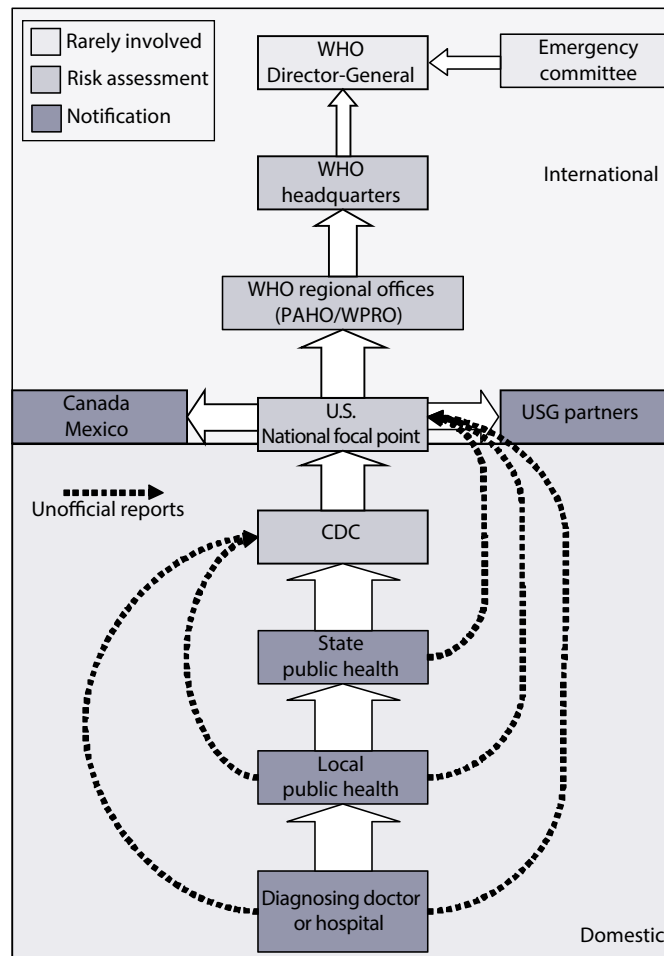 Rarely involved
Risk assessment
Notification
WHO
Director-General
Emergency
committee
WHO
headquarters
International
WHO regional offices
(PAHO/WPRO)
Canada
Mexico
U.S.
National focal point
USG partners
Unofficial reports
CDC
State
public health
Local
public health
Diagnosing doctor
or hospital
Domestic